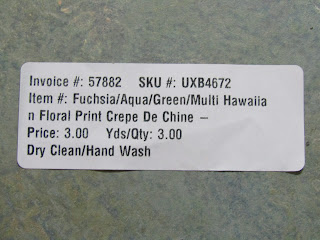 Invoice #: 57882 SKU #: UXB4672
Item #: Fuchsia/Aqua/Green/Multi Hawaiia
n Floral Print Crepe De Chine –
Price: 3.00 Yds/Qty: 3.00
Dry Clean/Hand Wash